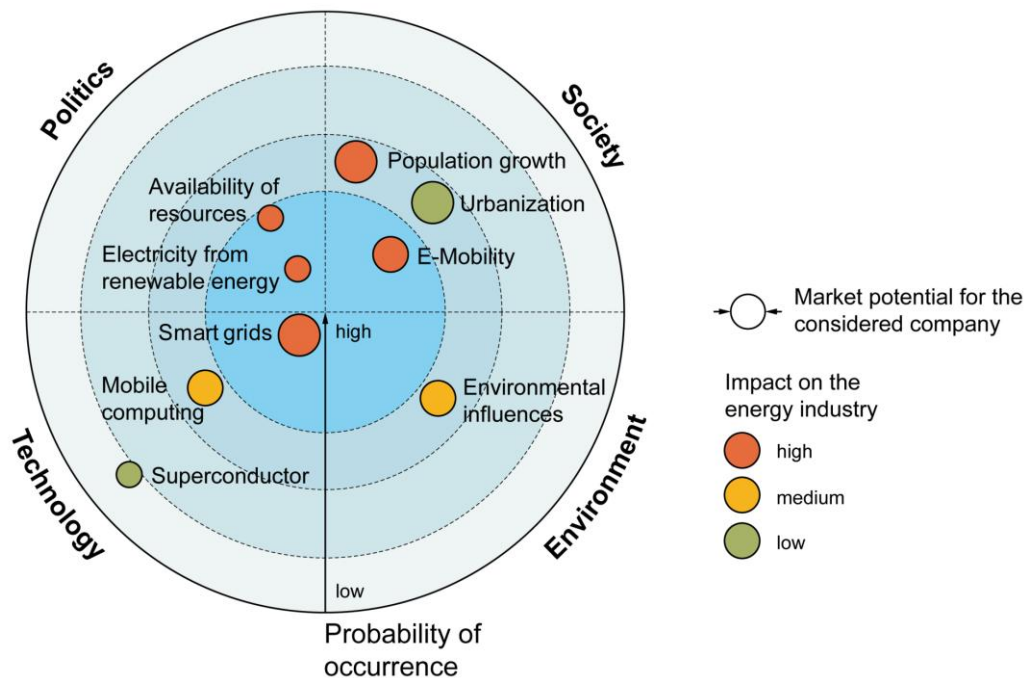 Politics
Society
Population growth
Availability of
resources
Urbanization
Electricity from
renewable energy
E-Mobility
Smart grids
high
Mobile
computing
Environmental
influences
Superconductor
Technology
Environment
low
Probability of
occurrence
Market potential for the
considered company
Impact on the
energy industry
high
medium
low